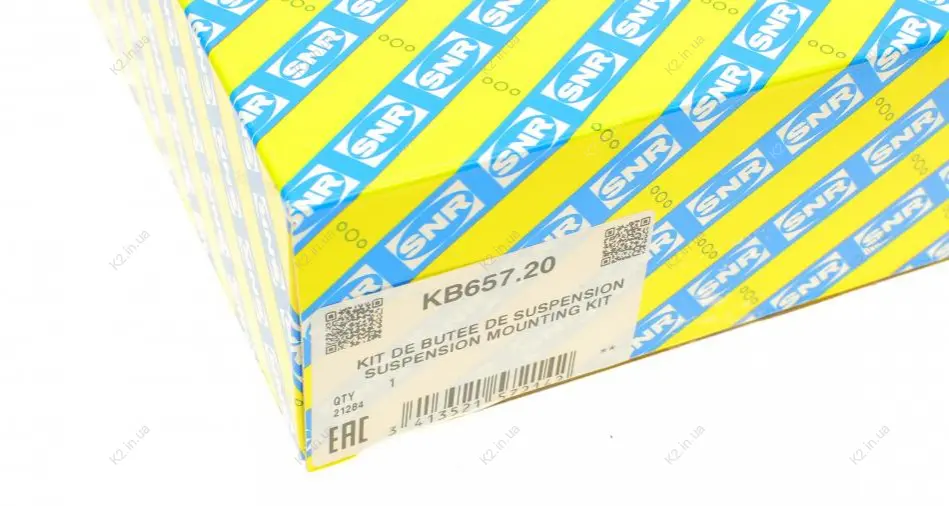 SNR
KB657.20
KIT DE BUTEE DE SUSPENSION
SUSPENSION MOUNTING KIT
QTY 1
21284
**
EAC
K2.in.ua